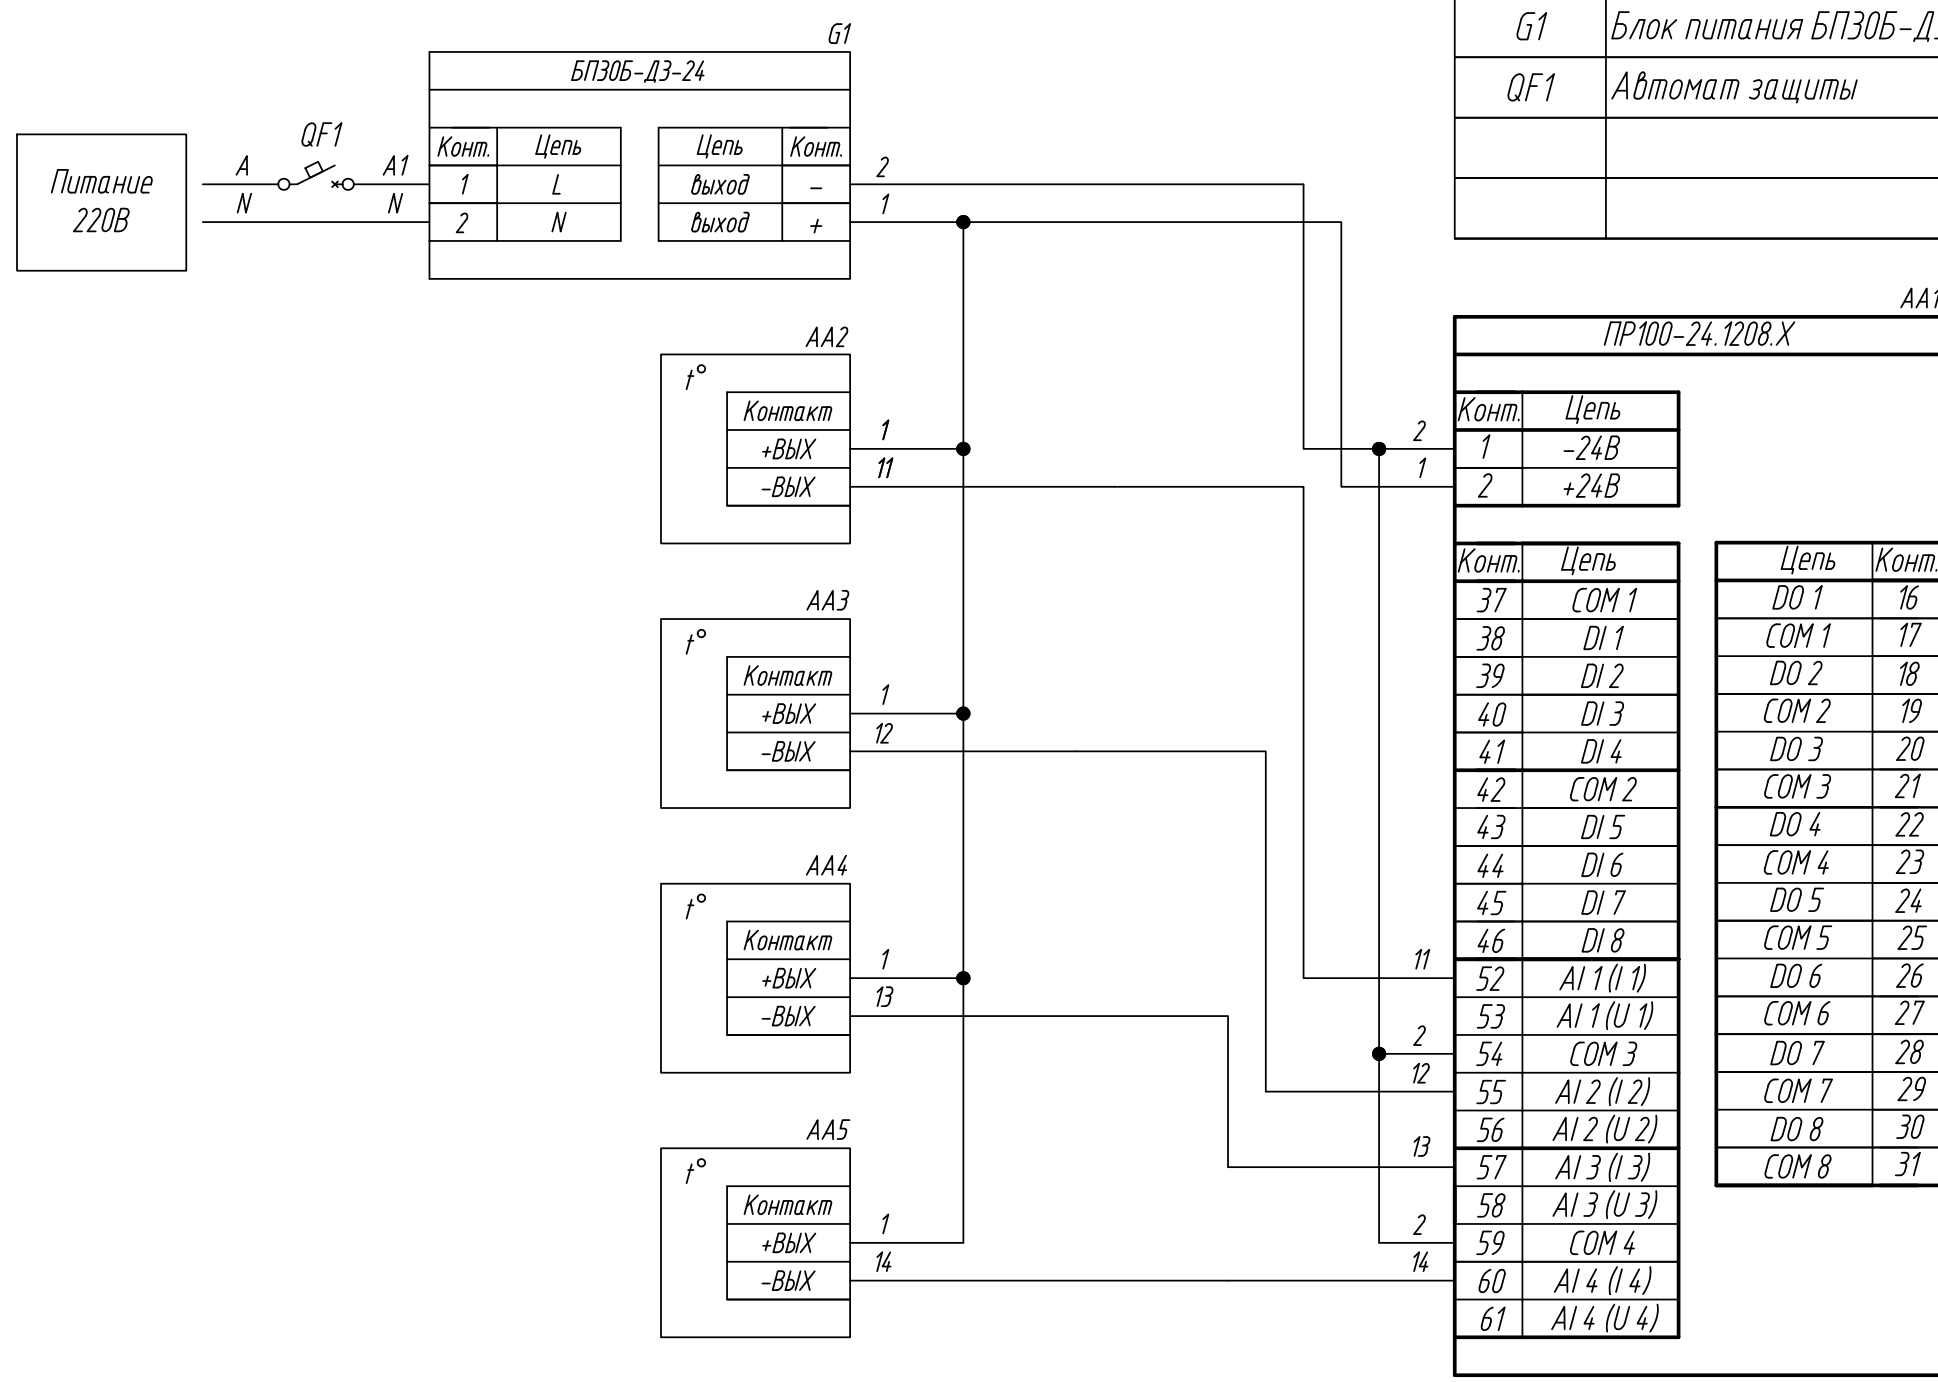 G1
Блок питания БП30Б-Д3
QF1
Автомат защиты
G1
БП30Б-Д3-24
Питание
220В
QF1
A
A1
N
N
Конт.
Цепь
1
L
2
N
Цепь
Конт.
выход
-
выход
+
2
1
АА2
t°
Контакт
+ВЫХ
-ВЫХ
1
11
АА3
t°
Контакт
+ВЫХ
-ВЫХ
1
12
АА4
t°
Контакт
+ВЫХ
-ВЫХ
1
13
АА5
t°
Контакт
+ВЫХ
-ВЫХ
1
14
АА1
ПР100-24.1208.Х
Конт.
Цепь
2
1
-24В
1
2
+24В
Конт.
Цепь
37
COM 1
38
DI 1
39
DI 2
40
DI 3
41
DI 4
42
COM 2
43
DI 5
44
DI 6
45
DI 7
46
DI 8
11
52
AI 1 (I 1)
53
AI 1 (U 1)
2
54
COM 3
12
55
AI 2 (I 2)
56
AI 2 (U 2)
13
57
AI 3 (I 3)
58
AI 3 (U 3)
2
59
COM 4
14
60
AI 4 (I 4)
61
AI 4 (U 4)
Цепь
Конт.
DO 1
16
COM 1
17
DO 2
18
COM 2
19
DO 3
20
COM 3
21
DO 4
22
COM 4
23
DO 5
24
COM 5
25
DO 6
26
COM 6
27
DO 7
28
COM 7
29
DO 8
30
COM 8
31